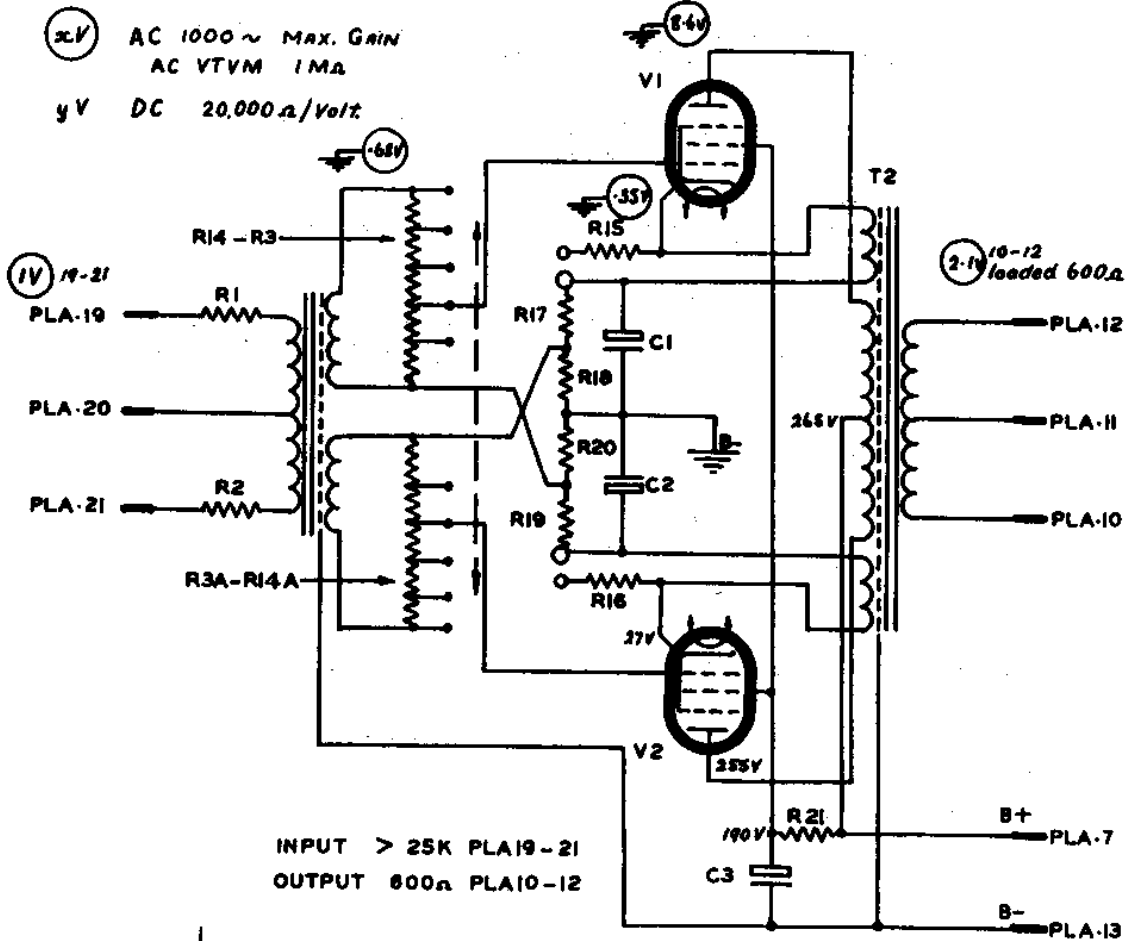 xV AC 1000 ~ MAX. GAIN
AC VTVM 1MΩ
yV DC 20,000 Ω/Volt.
8.6V
V1
.68V
.55V
T2
R14-R3
R15
1V 19-21
2.1V 10-12
loaded 600Ω
R1
R17
PLA·19
PLA·12
C1
R18
PLA·20
265V
PLA·11
B-
R20
R2
C2
PLA·21
R19
PLA·10
R3A-R14A
R16
27V
V2
255V
R21
B+
190V
PLA·7
INPUT > 25K PLA19-21
OUTPUT 600Ω PLA10-12
C3
B-
PLA·13